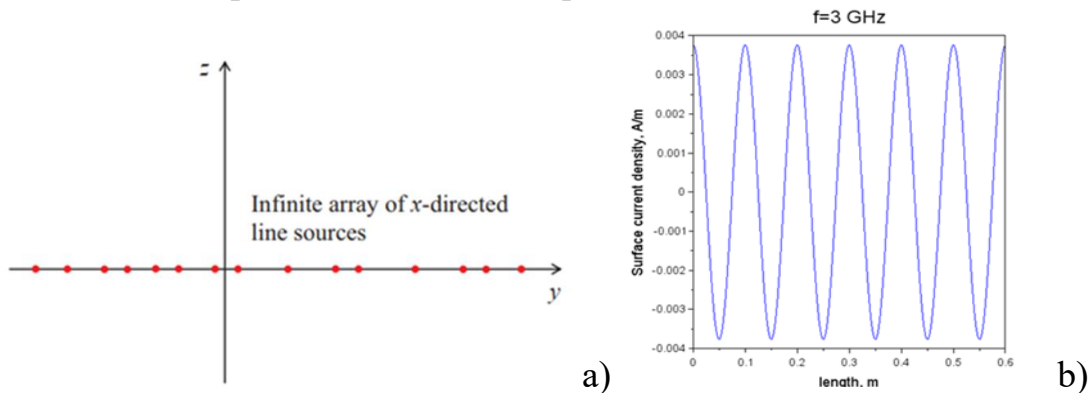 f=3 GHz
z
0.004
0.003
0.002
0.001
0
-0.001
-0.002
-0.003
-0.004
Surface current density, A/m
Infinite array of x-directed
line sources
y
0 0.1 0.2 0.3 0.4 0.5 0.6
length, m
a)
b)